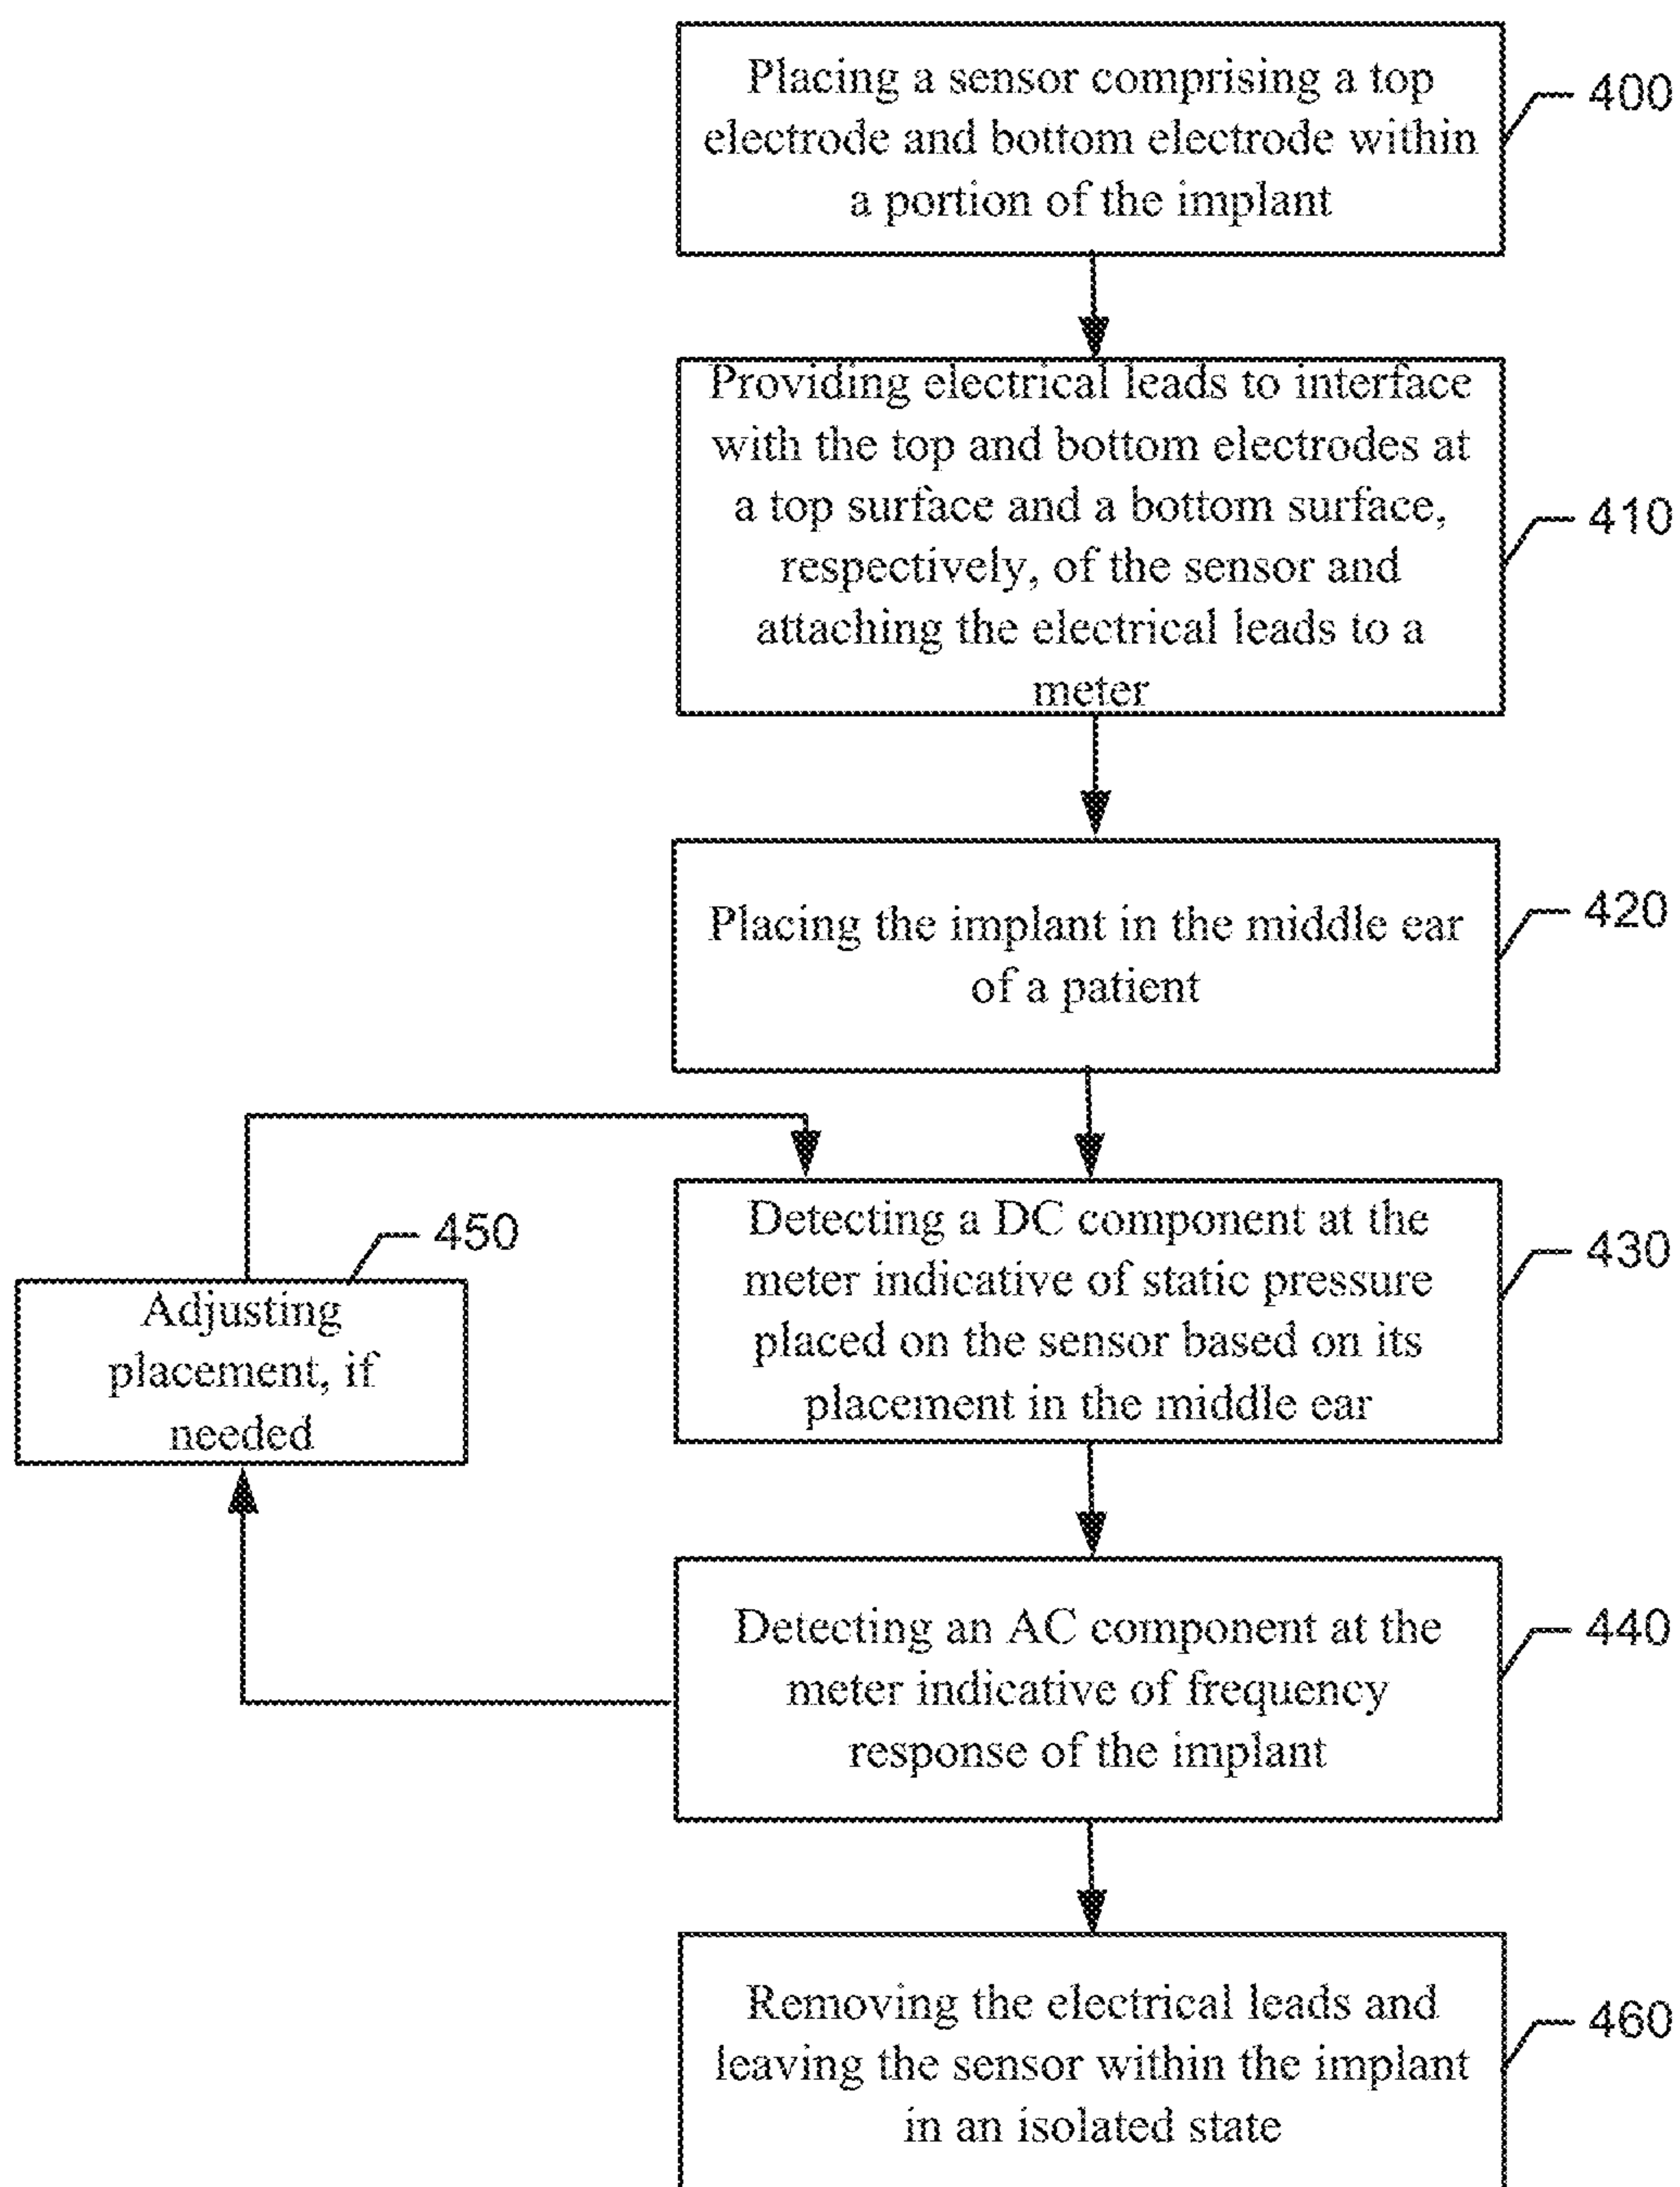 Placing a sensor comprising a top
electrode and bottom electrode within
a portion of the implant
400
Providing electrical leads to interface
with the top and bottom electrodes at
a top surface and a bottom surface,
respectively, of the sensor and
attaching the electrical leads to a
meter
410
Placing the implant in the middle ear
of a patient
420
Detecting a DC component at the
meter indicative of static pressure
placed on the sensor based on its
placement in the middle ear
430
450
Adjusting
placement, if
needed
Detecting an AC component at the
meter indicative of frequency
response of the implant
440
Removing the electrical leads and
leaving the sensor within the implant
in an isolated state
460